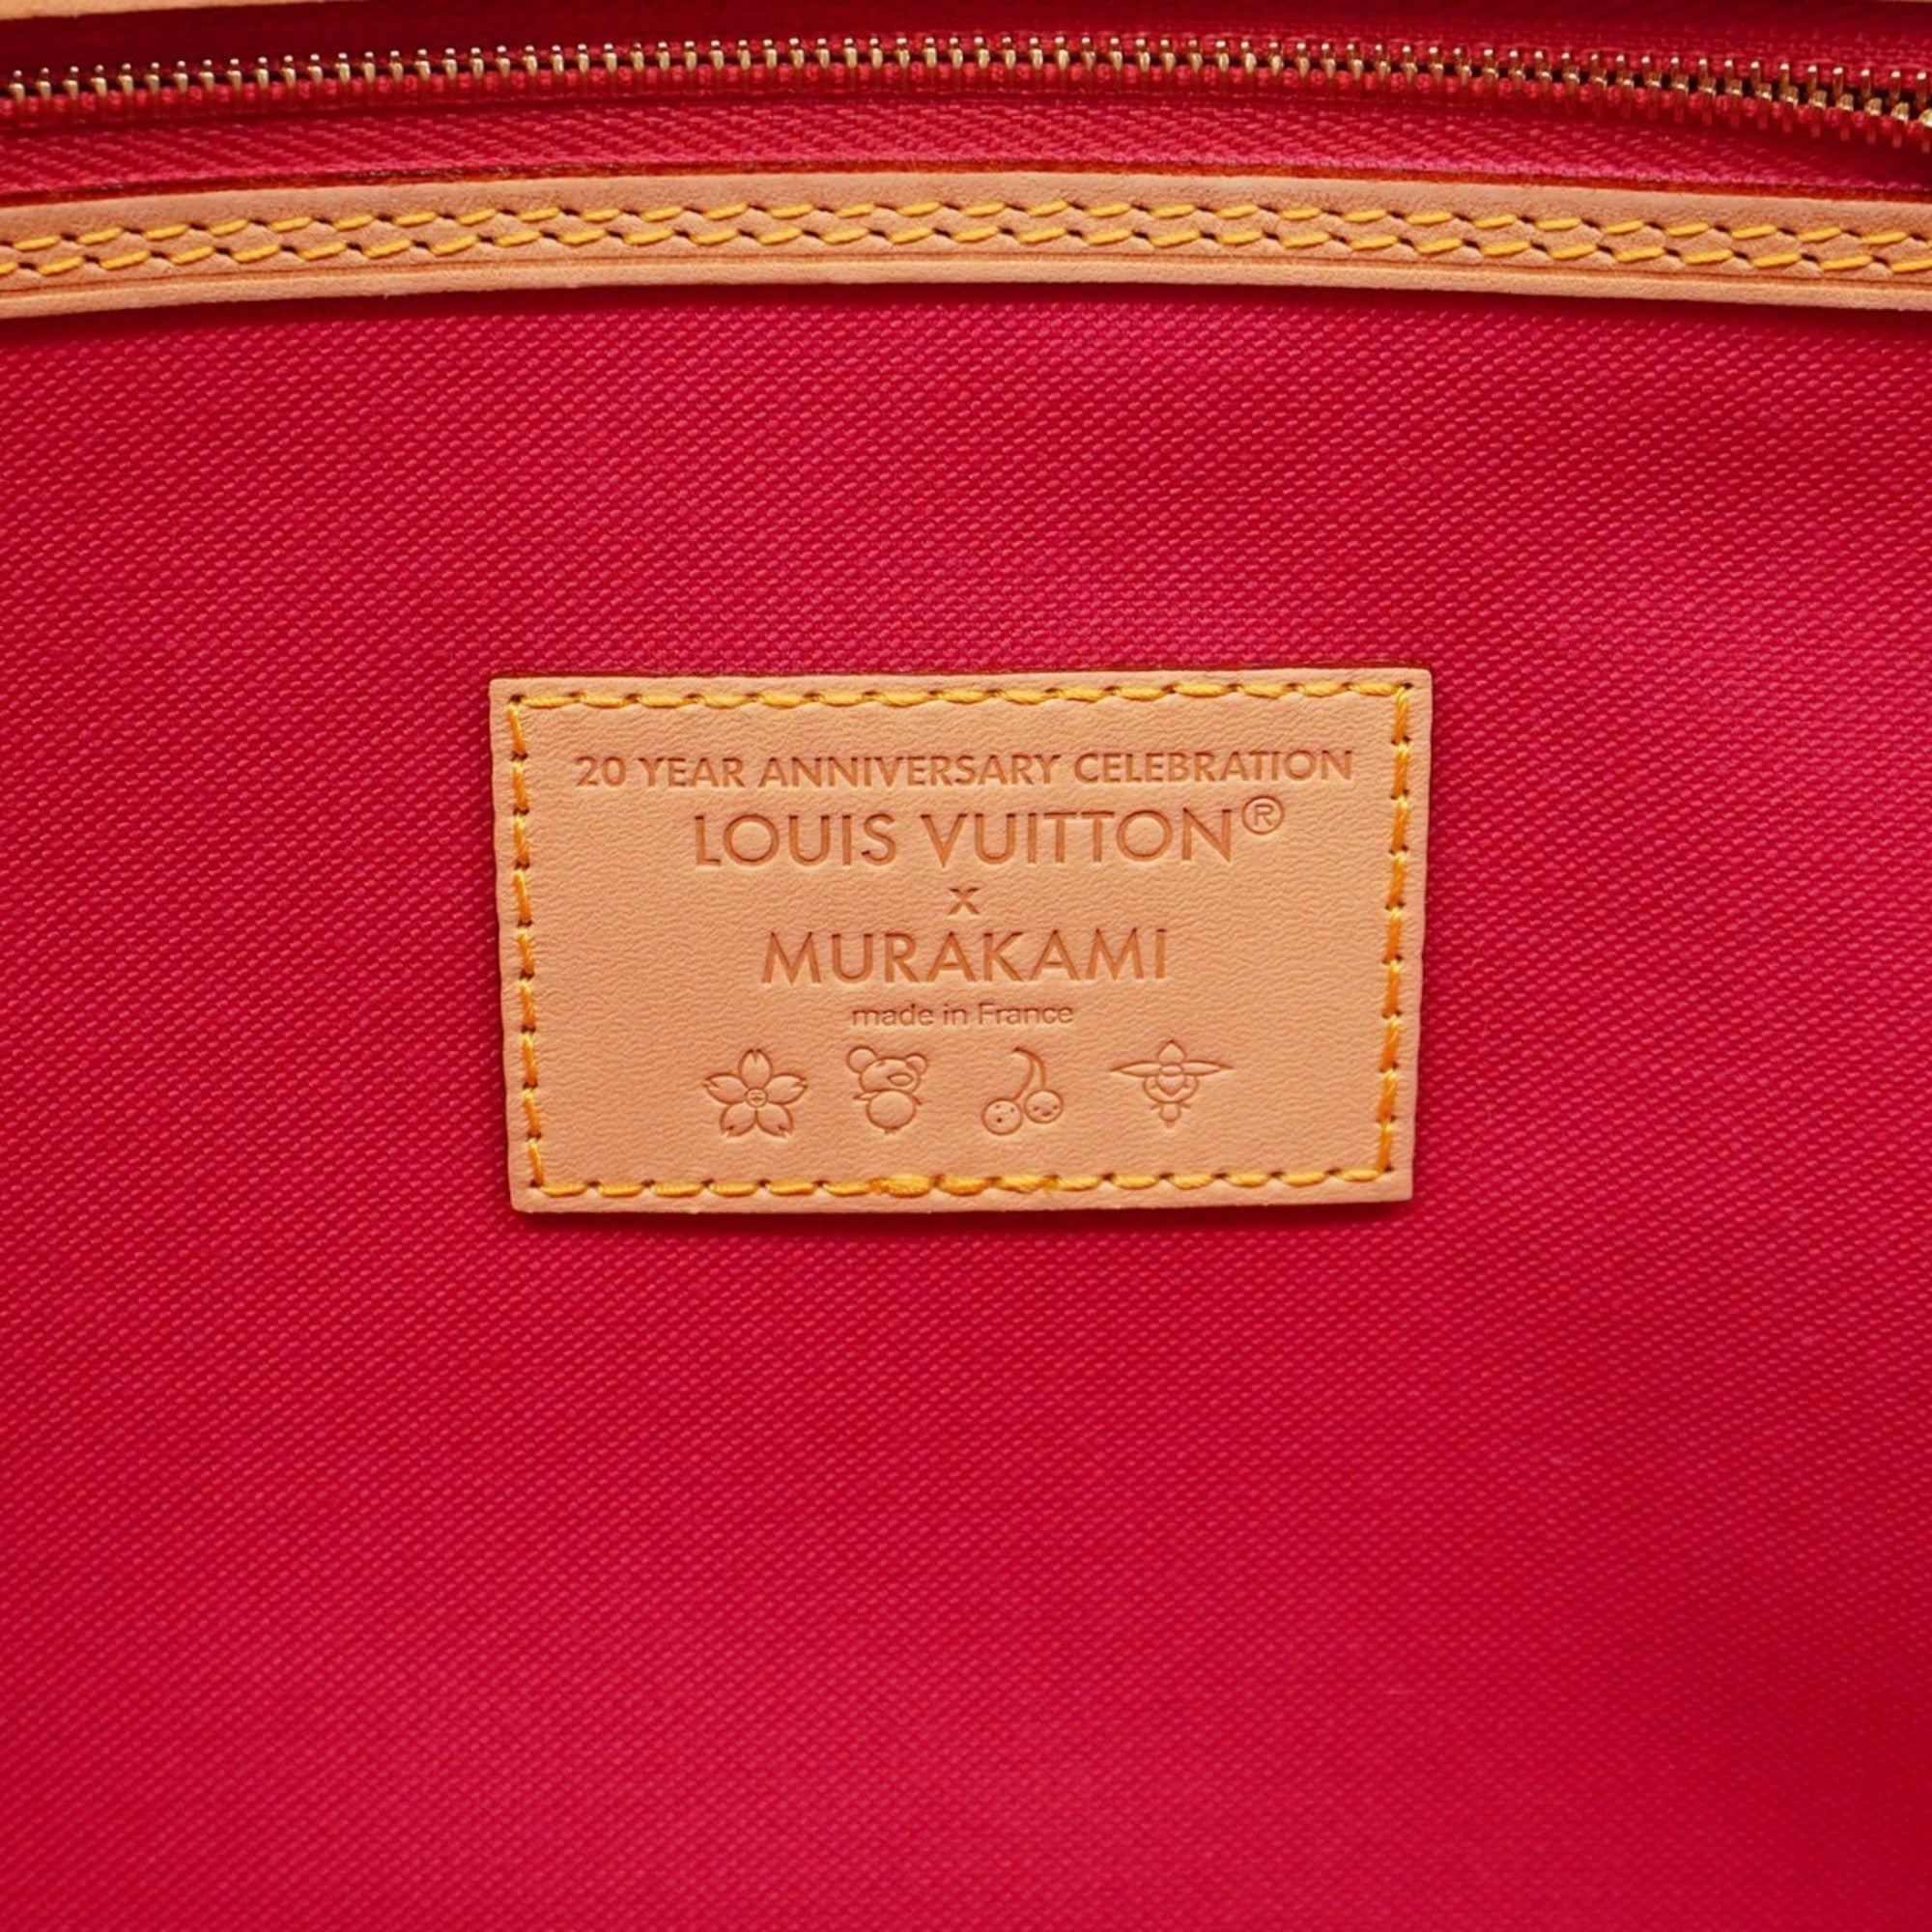 20 YEAR ANNIVERSARY CELEBRATION
LOUIS VUITTON®
x
MURAKAMI
made in France